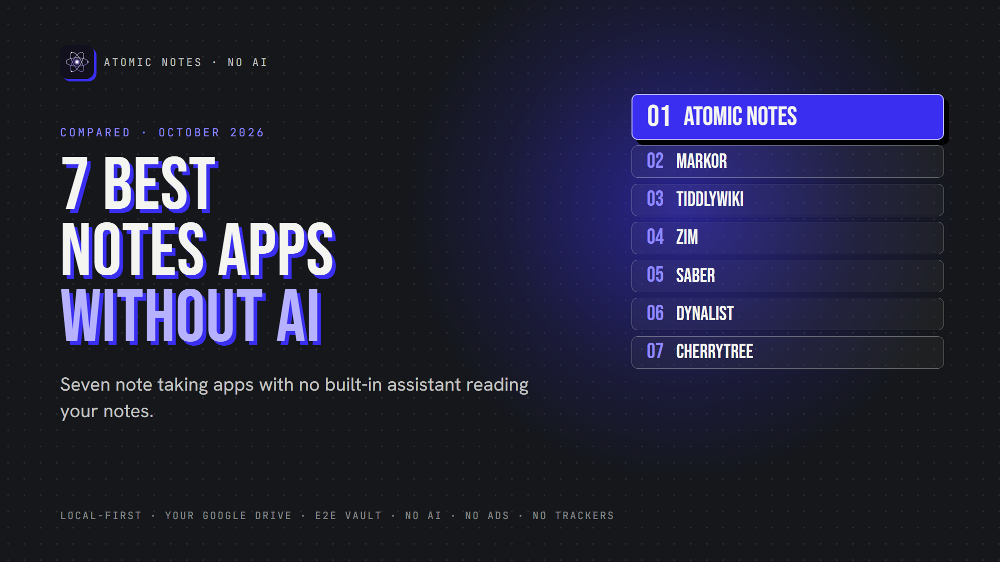 ATOMIC NOTES · NO AI
COMPARED · OCTOBER 2026
7 BEST
NOTES APPS
WITHOUT AI
Seven note taking apps with no built-in assistant reading
your notes.
01 ATOMIC NOTES
02 MARKOR
03 TIDDLYWIKI
04 ZIM
05 SABER
06 DYNALIST
07 CHERRYTREE
LOCAL-FIRST · YOUR GOOGLE DRIVE · E2E VAULT · NO AI · NO ADS · NO TRACKERS